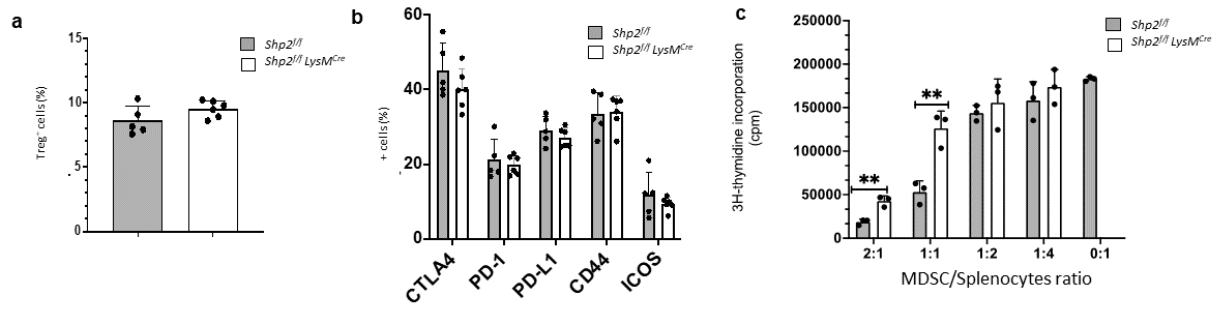 a
Shp2f/f
Shp2f/f LysMCre
15
10
5
0
Treg+ cells (%)
b
Shp2f/f
Shp2f/f LysMCre
60
40
20
0
+ cells (%)
CTLA4
PD-1
PD-L1
CD44
ICOS
c
Shp2f/f
Shp2f/f LysMCre
250000
200000
150000
100000
50000
0
3H-thymidine incorporation
(cpm)
**
**
2:1 1:1 1:2 1:4 0:1
MDSC/Splenocytes ratio